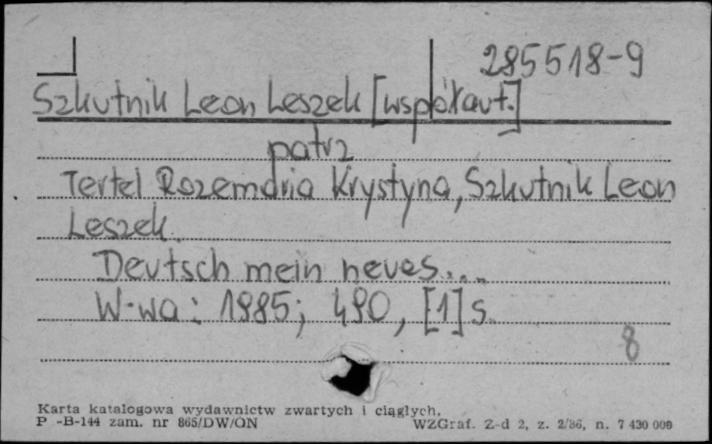 285518-9
Szkutnik Leon Leszek [współaut.]
patrz
Tertel Rozemaria Krystyna, Szkutnik Leon
Leszek.
Deutsch mein neues...
W-wa: 1985; 490, [1] s.
8
Karta katalogowa wydawnictw zwartych i ciągłych.
P -B-144 zam. nr 865/DW/ON WZGraf. Z-d 2, z. 2/86, n. 7 430 000